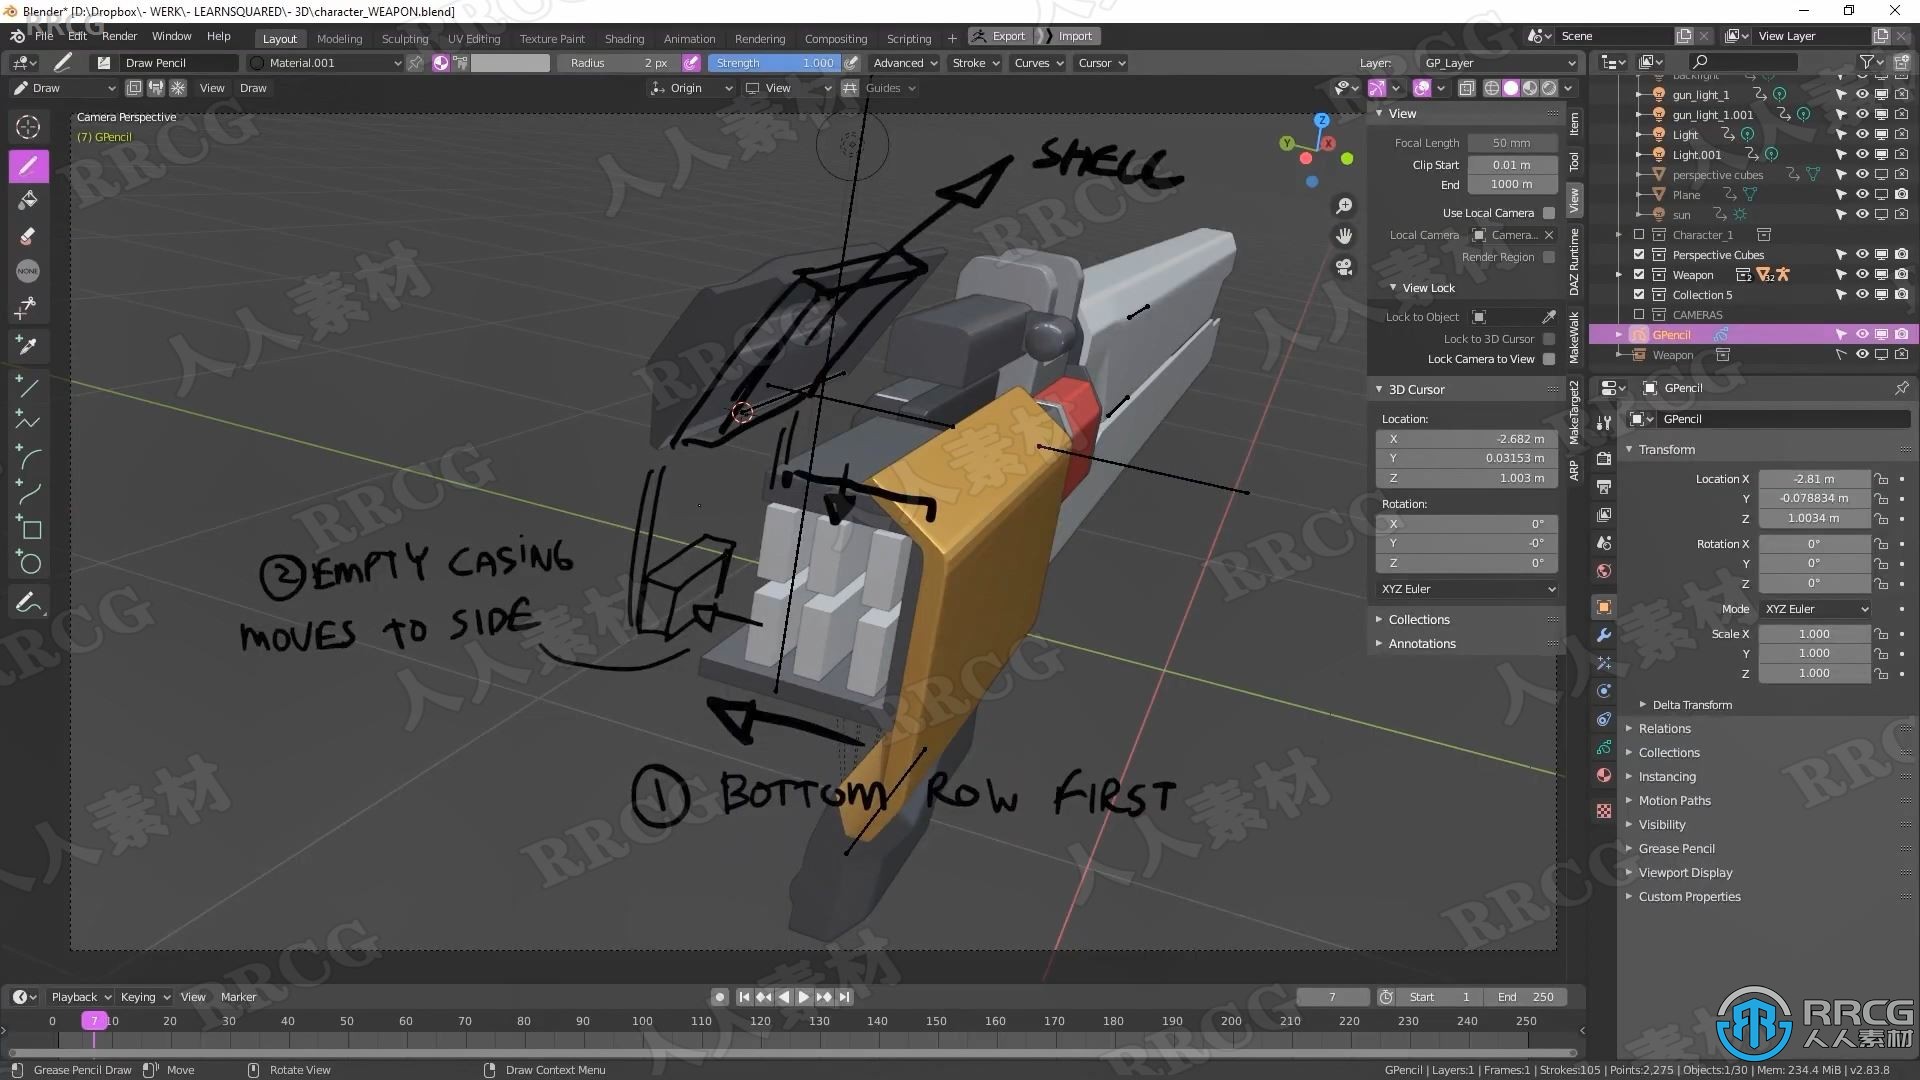 Blender* [D:\Dropbox\- WERK\- LEARNSQUARED\- 3D\character_WEAPON.blend]
File Edit Render Window Help Layout Modeling Sculpting UV Editing Texture Paint Shading Animation Rendering Compositing Scripting + Export Import Scene View Layer
Draw Pencil Material.001 Radius 2 px Strength 1.000 Advanced Stroke Curves Cursor Layer: GP_Layer
Draw View Draw Origin View Guides
Camera Perspective
(7) GPencil
NONE
SHELL
② EMPTY CASING
MOVES TO SIDE
① BOTTOM ROW FIRST
Z
Y
X
View
Focal Length 50 mm
Clip Start 0.01 m
End 1000 m
Use Local Camera
Local Camera Camera...
Render Region
View Lock
Lock to Object
Lock to 3D Cursor
Lock Camera to View
3D Cursor
Location:
X -2.682 m
Y 0.03153 m
Z 1.003 m
Rotation:
X 0°
Y -0°
Z 0°
XYZ Euler
Collections
Annotations
Item
Tool
View
DAZ Runtime
MakeWalk
MakeTarget2
ARP
backlight
gun_light_1
gun_light_1.001
Light
Light.001
perspective cubes
Plane
sun
Character_1
Perspective Cubes
Weapon 2 32
Collection 5
CAMERAS
GPencil
Weapon
GPencil
GPencil
Transform
Location X -2.81 m
Y -0.078834 m
Z 1.0034 m
Rotation X 0°
Y 0°
Z 0°
Mode XYZ Euler
Scale X 1.000
Y 1.000
Z 1.000
Delta Transform
Relations
Collections
Instancing
Motion Paths
Visibility
Grease Pencil
Viewport Display
Custom Properties
Playback Keying View Marker 7 Start 1 End 250
0 7 10 20 30 40 50 60 70 80 90 100 110 120 130 140 150 160 170 180 190 200 210 220 230 240 250
Grease Pencil Draw Move Rotate View Draw Context Menu
GPencil | Layers:1 | Frames:1 | Strokes:105 | Points:2,275 | Objects:1/30 | Mem: 234.4 MiB | v2.83.8
RRCG
人人素材